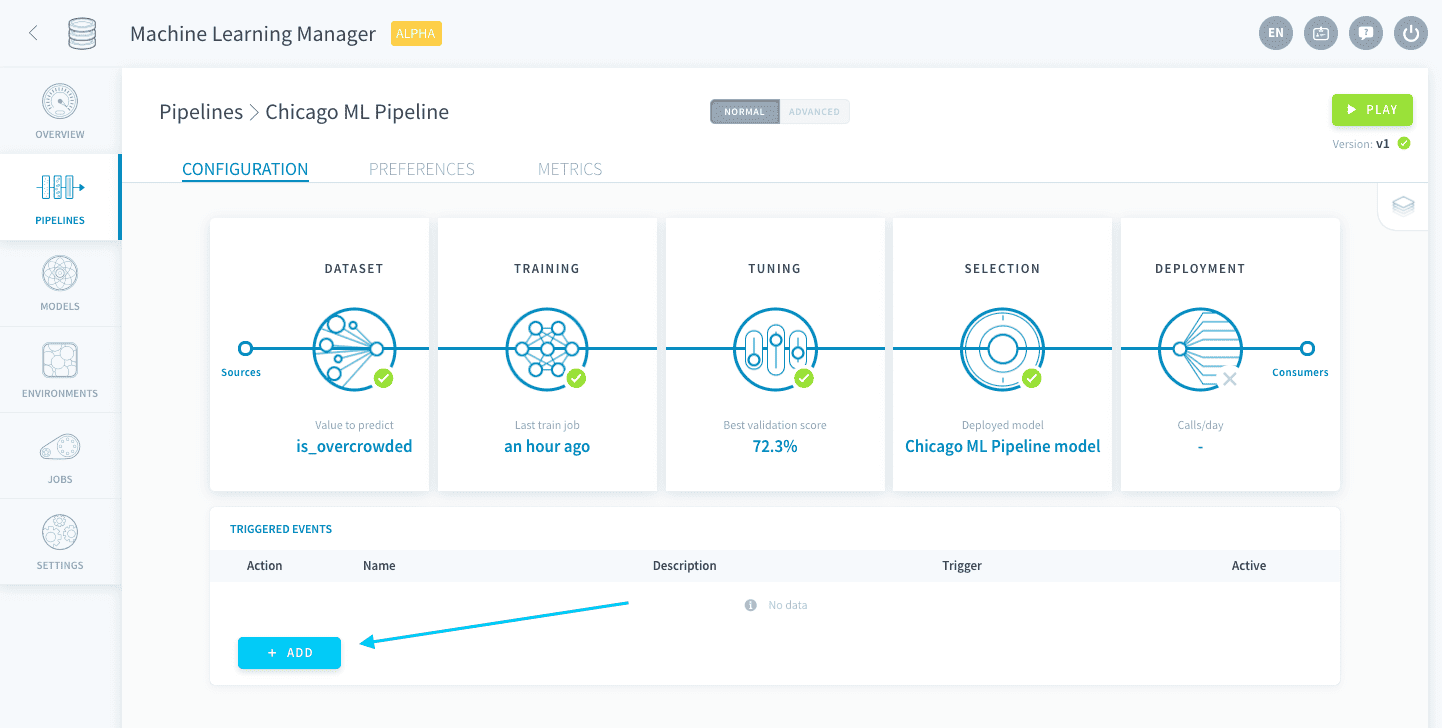 Machine Learning Manager ALPHA
EN
OVERVIEW
PIPELINES
MODELS
ENVIRONMENTS
JOBS
SETTINGS
Pipelines > Chicago ML Pipeline
NORMAL ADVANCED
PLAY
Version: v1
CONFIGURATION PREFERENCES METRICS
DATASET
Sources
Value to predict
is_overcrowded
TRAINING
Last train job
an hour ago
TUNING
Best validation score
72.3%
SELECTION
Deployed model
Chicago ML Pipeline model
DEPLOYMENT
Consumers
Calls/day
-
TRIGGERED EVENTS
Action Name Description Trigger Active
No data
+ ADD